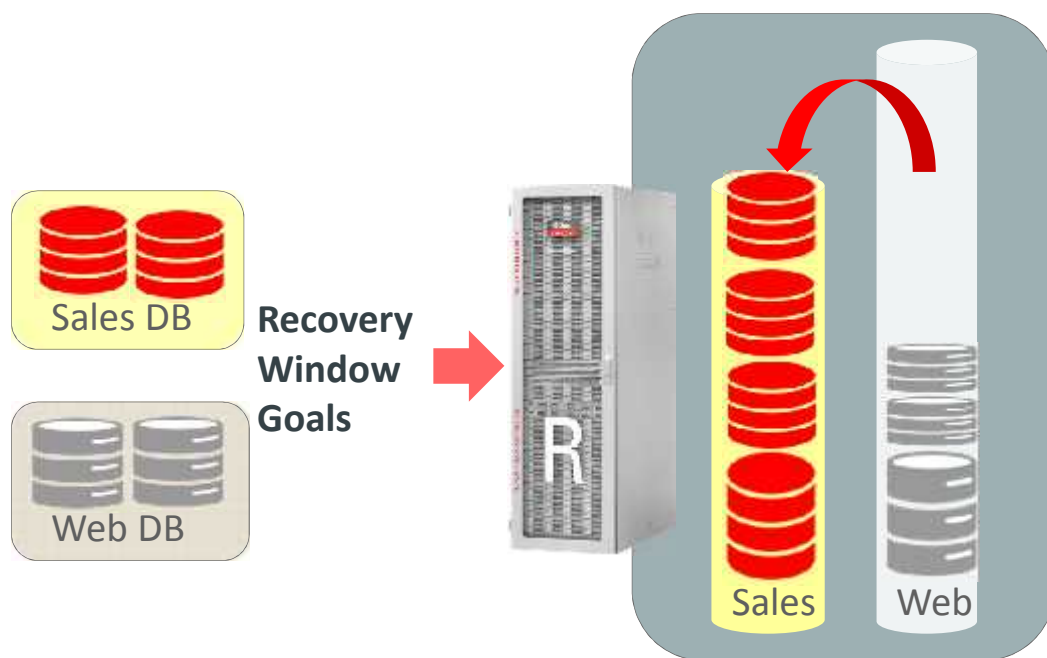 Sales DB
Web DB
Recovery
Window
Goals
R
Sales
Web